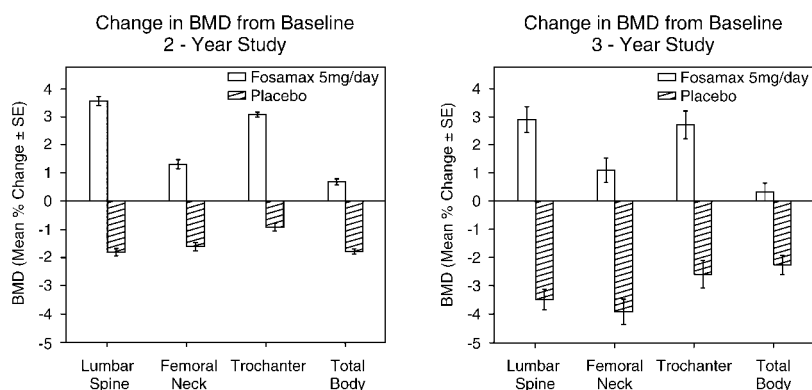 Change in BMD from Baseline
2 - Year Study
BMD (Mean % Change ± SE)
4
3
2
1
0
-1
-2
-3
-4
-5
Fosamax 5mg/day
Placebo
Lumbar Spine
Femoral Neck
Trochanter
Total Body
Change in BMD from Baseline
3 - Year Study
BMD (Mean % Change ± SE)
4
3
2
1
0
-1
-2
-3
-4
-5
Fosamax 5mg/day
Placebo
Lumbar Spine
Femoral Neck
Trochanter
Total Body